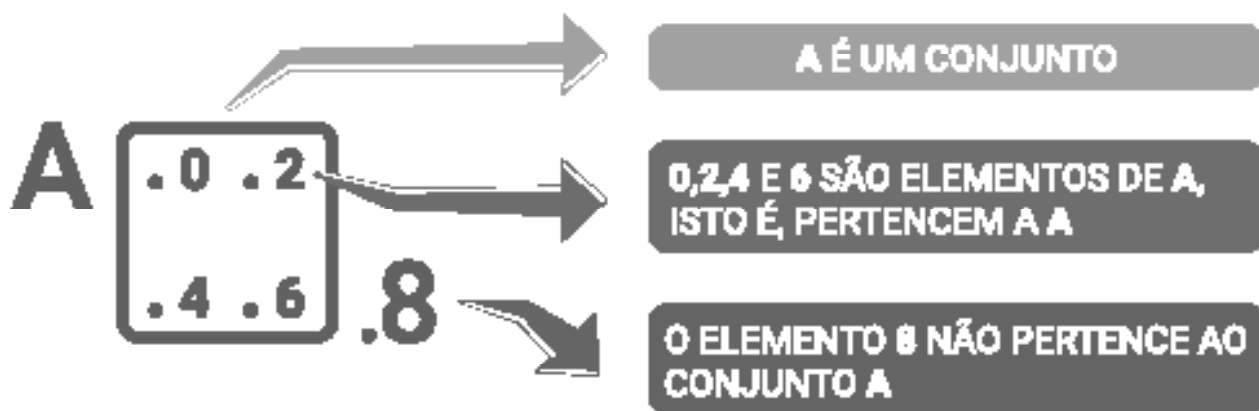 A É UM CONJUNTO
A
.0 .2
0,2,4 E 6 SÃO ELEMENTOS DE A,
ISTO É, PERTENCEM A A
.4 .6
.8
O ELEMENTO 8 NÃO PERTENCE AO
CONJUNTO A